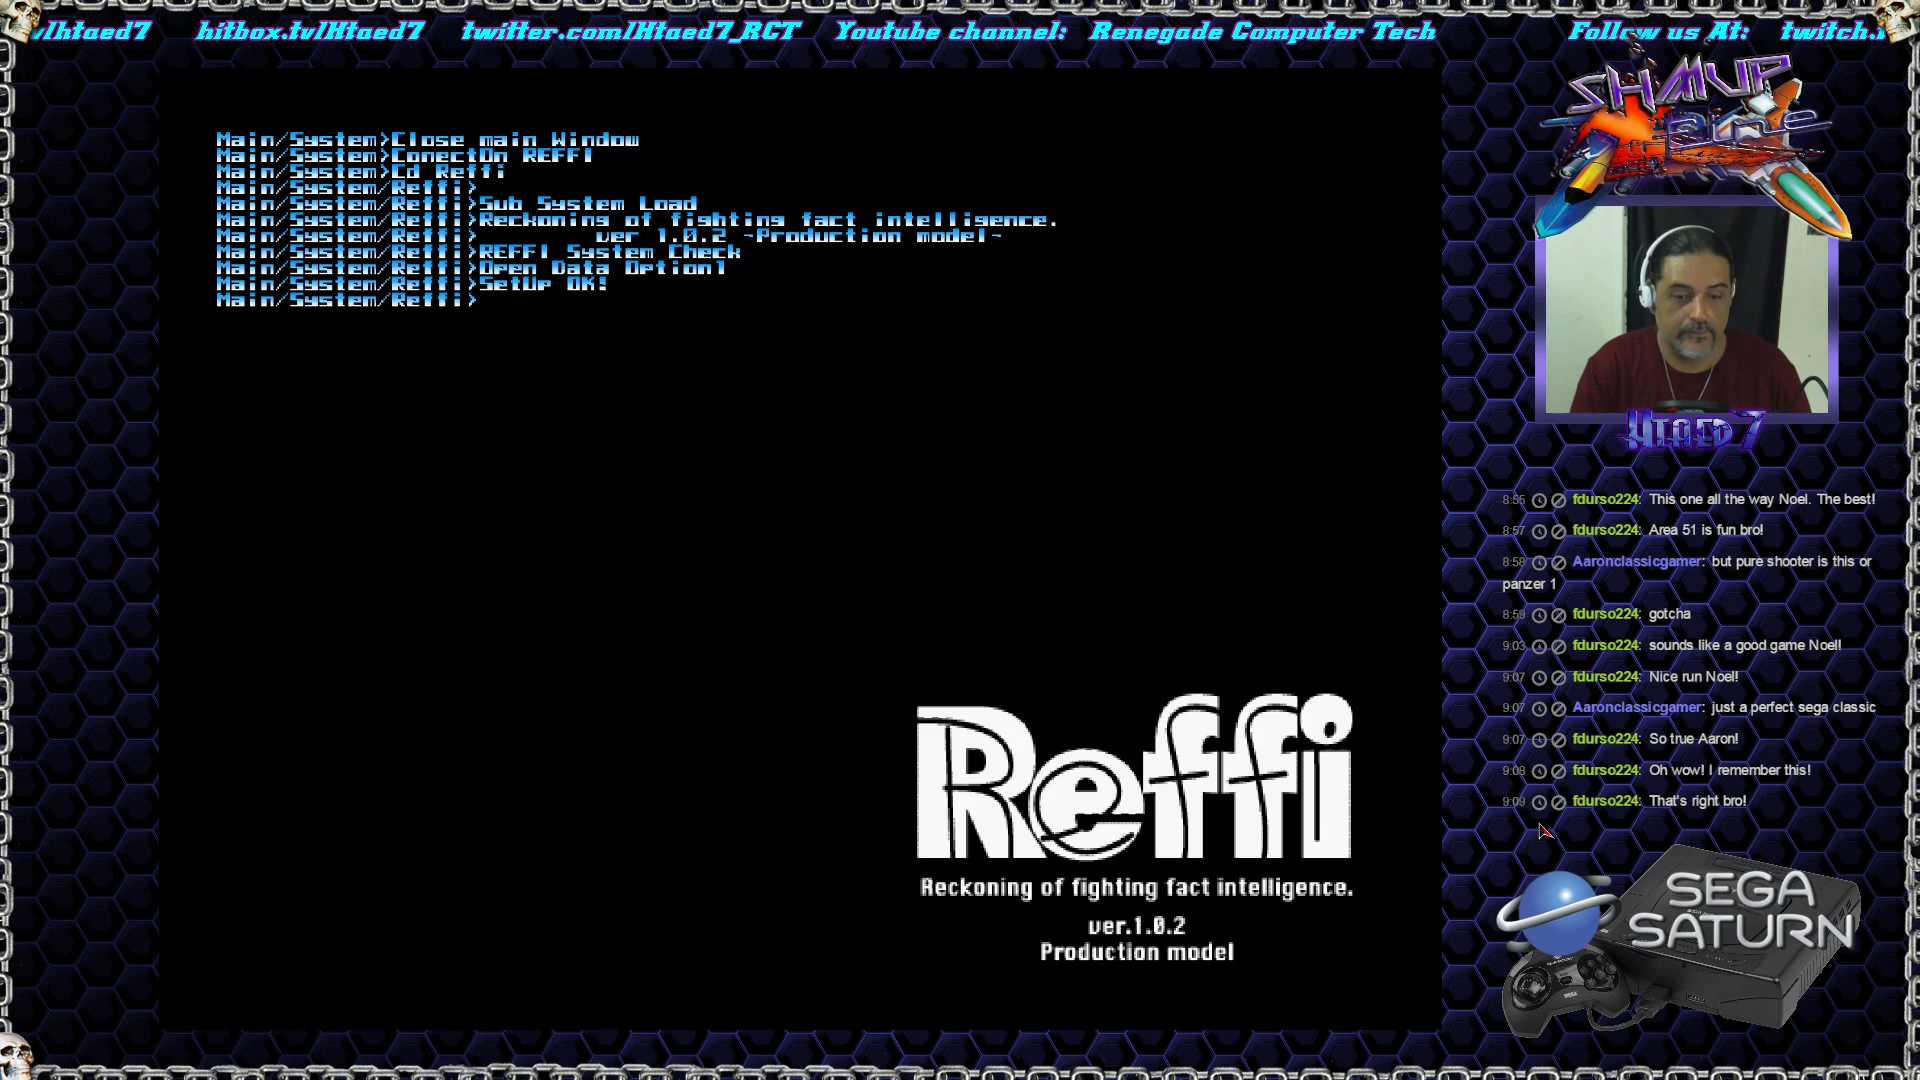 v/htaed7 hitbox.tv/Htaed7 twitter.com/Htaed7_RCT Youtube channel: Renegade Computer Tech Follow us At: twitch.t
SHMUP
Time
Main/System>Close main Window
Main/System>ConectOn REFFI
Main/System>Cd Reffi
Main/System/Reffi>
Main/System/Reffi>Sub System Load
Main/System/Reffi>Reckoning of fighting fact intelligence.
Main/System/Reffi> ver 1.0.2 ~Production model~
Main/System/Reffi>REFFI System Check
Main/System/Reffi>Open Data Option1
Main/System/Reffi>SetUp OK!
Main/System/Reffi>
Reffi
Reckoning of fighting fact intelligence.
ver.1.0.2
Production model
HTAED7
8:55 fdurso224: This one all the way Noel. The best!
8:57 fdurso224: Area 51 is fun bro!
8:58 Aaronclassicgamer: but pure shooter is this or
panzer 1
8:59 fdurso224: gotcha
9:03 fdurso224: sounds like a good game Noel!
9:07 fdurso224: Nice run Noel!
9:07 Aaronclassicgamer: just a perfect sega classic
9:07 fdurso224: So true Aaron!
9:08 fdurso224: Oh wow! I remember this!
9:09 fdurso224: That's right bro!
SEGA
SATURN